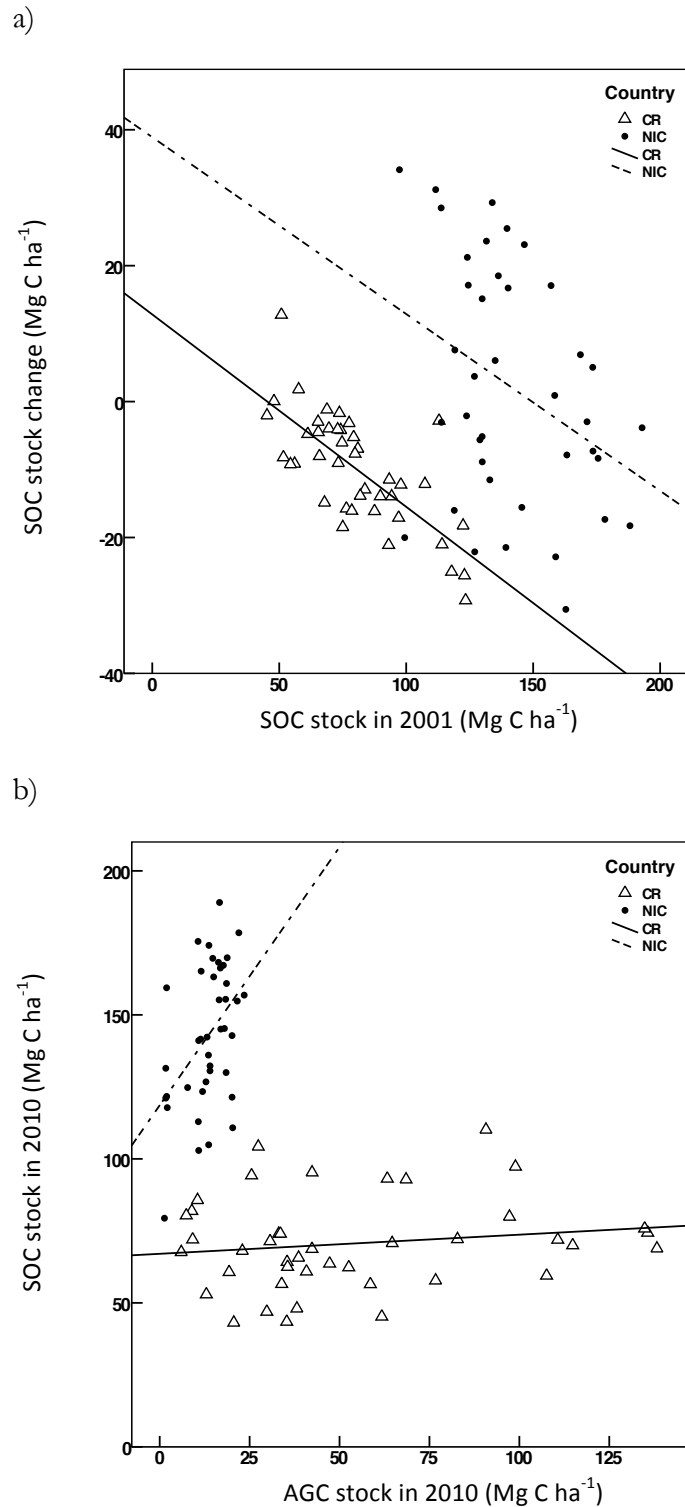 a)
Country
CR
NIC
CR
NIC
40
20
0
-20
-40
SOC stock change (Mg C ha⁻¹)
0 50 100 150 200
SOC stock in 2001 (Mg C ha⁻¹)
b)
Country
CR
NIC
CR
NIC
200
150
100
50
0
SOC stock in 2010 (Mg C ha⁻¹)
0 25 50 75 100 125
AGC stock in 2010 (Mg C ha⁻¹)